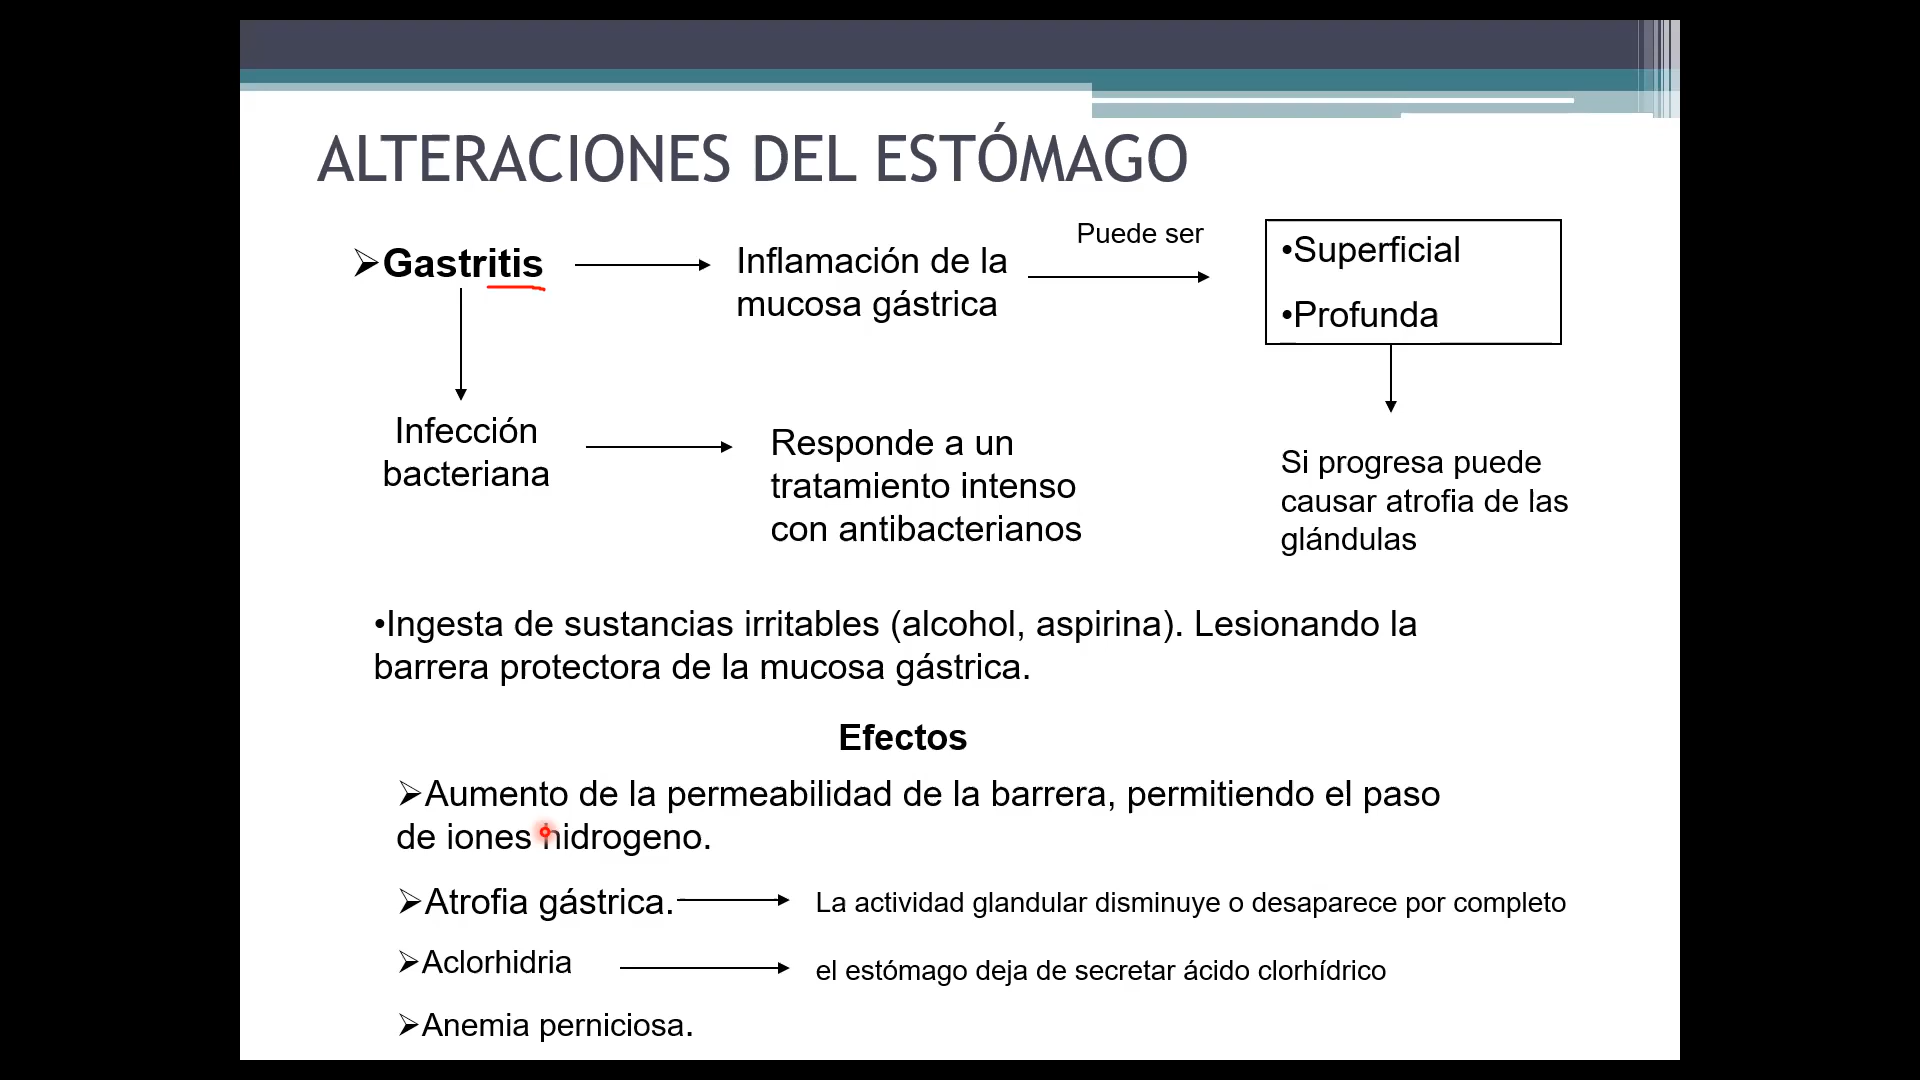 ALTERACIONES DEL ESTÓMAGO
➢Gastritis
Inflamación de la
mucosa gástrica
Puede ser
•Superficial
•Profunda
Infección
bacteriana
Responde a un
tratamiento intenso
con antibacterianos
Si progresa puede
causar atrofia de las
glándulas
•Ingesta de sustancias irritables (alcohol, aspirina). Lesionando la
barrera protectora de la mucosa gástrica.
Efectos
➢Aumento de la permeabilidad de la barrera, permitiendo el paso
de iones hidrogeno.
➢Atrofia gástrica.
La actividad glandular disminuye o desaparece por completo
➢Aclorhidria
el estómago deja de secretar ácido clorhídrico
➢Anemia perniciosa.